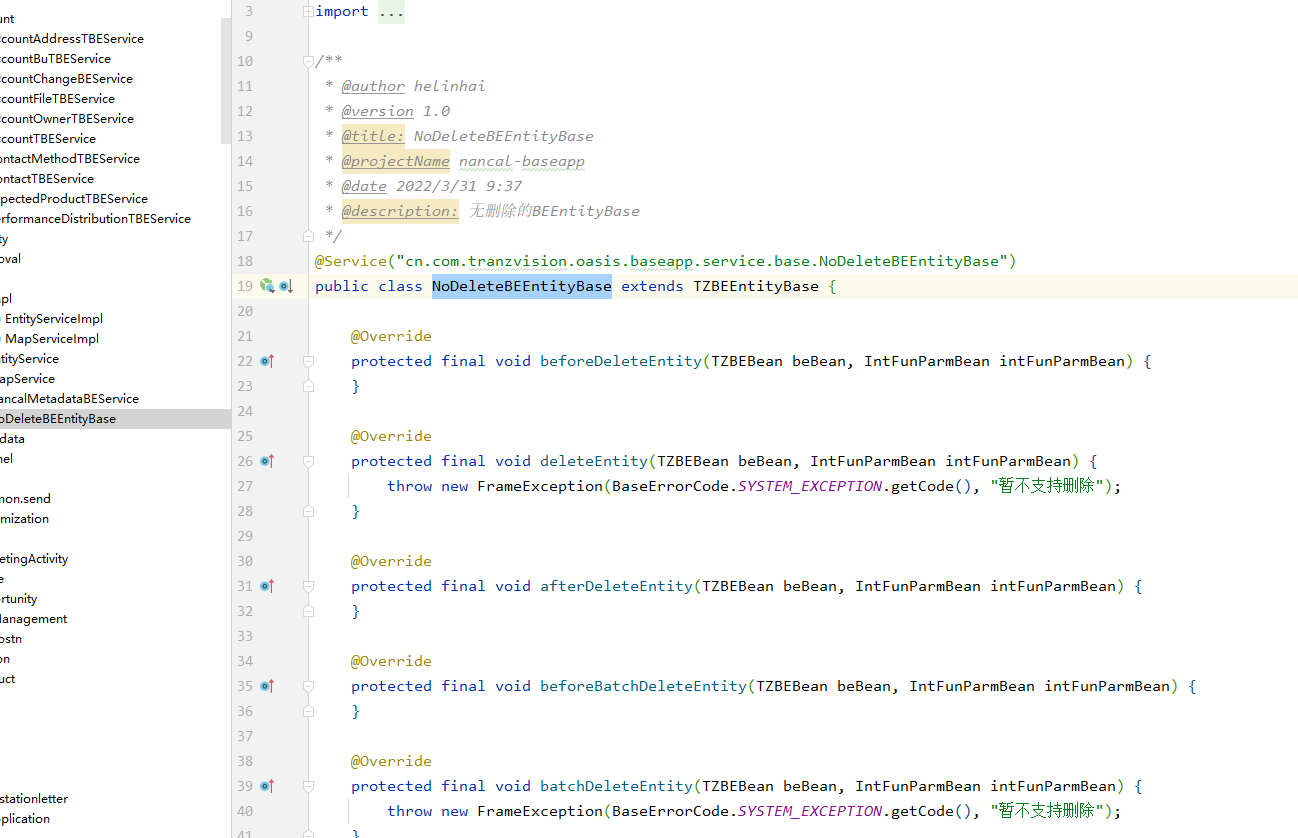 unt
ccountAddressTBEService
ccountBuTBEService
ccountChangeBEService
ccountFileTBEService
ccountOwnerTBEService
ccountTBEService
ontactMethodTBEService
ontactTBEService
pectedProductTBEService
erformanceDistributionTBEService
ty
oval
pl
EntityServiceImpl
MapServiceImpl
tityService
apService
ancalMetadataBEService
oDeleteBEEntityBase
data
nel
mon.send
mization
etingActivity
e
rtunity
Management
ostn
on
uct
stationletter
plication
3 import ...
9
10 /**
11 * @author helinhai
12 * @version 1.0
13 * @title: NoDeleteBEEntityBase
14 * @projectName nancal-baseapp
15 * @date 2022/3/31 9:37
16 * @description: 无删除的BEEntityBase
17 */
18 @Service("cn.com.tranzvision.oasis.baseapp.service.base.NoDeleteBEEntityBase")
19 public class NoDeleteBEEntityBase extends TZBEEntityBase {
20
21 @Override
22 protected final void beforeDeleteEntity(TZBEBean beBean, IntFunParmBean intFunParmBean) {
23 }
24
25 @Override
26 protected final void deleteEntity(TZBEBean beBean, IntFunParmBean intFunParmBean) {
27 throw new FrameException(BaseErrorCode.SYSTEM_EXCEPTION.getCode(), "暂不支持删除");
28 }
29
30 @Override
31 protected final void afterDeleteEntity(TZBEBean beBean, IntFunParmBean intFunParmBean) {
32 }
33
34 @Override
35 protected final void beforeBatchDeleteEntity(TZBEBean beBean, IntFunParmBean intFunParmBean) {
36 }
37
38 @Override
39 protected final void batchDeleteEntity(TZBEBean beBean, IntFunParmBean intFunParmBean) {
40 throw new FrameException(BaseErrorCode.SYSTEM_EXCEPTION.getCode(), "暂不支持删除");
41 }